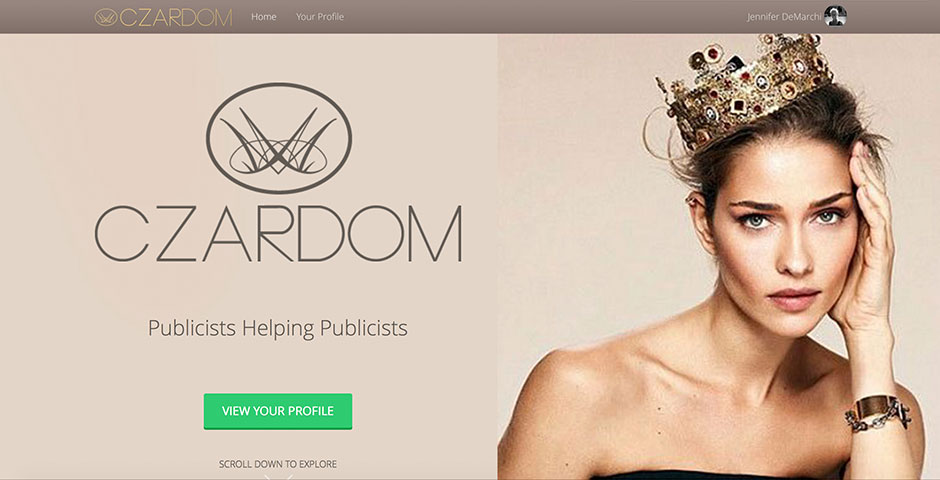 CZARDOM
Home
Your Profile
Jennifer DeMarchi
CZARDOM
Publicists Helping Publicists
VIEW YOUR PROFILE
SCROLL DOWN TO EXPLORE